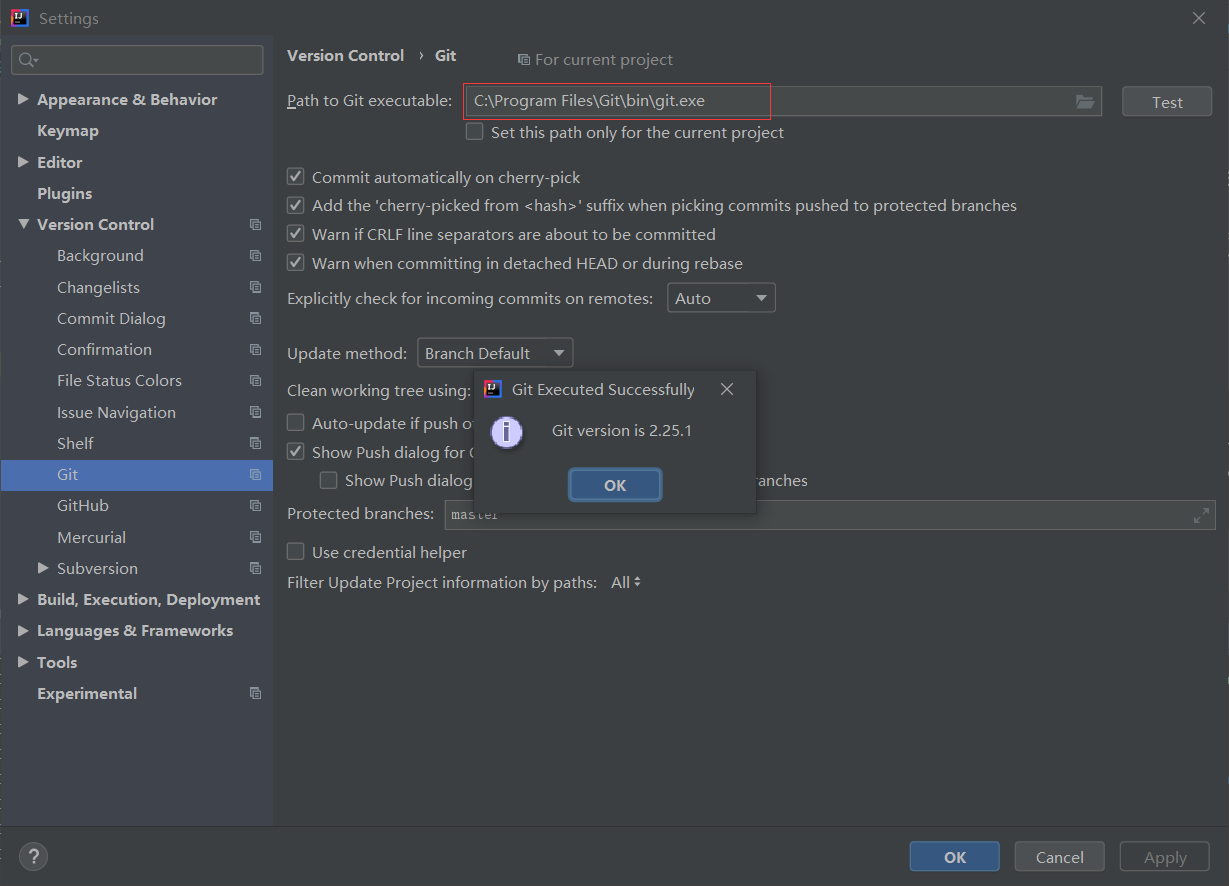 Settings
Version Control › Git For current project
Appearance & Behavior
Keymap
Editor
Plugins
Version Control
Background
Changelists
Commit Dialog
Confirmation
File Status Colors
Issue Navigation
Shelf
Git
GitHub
Mercurial
Subversion
Build, Execution, Deployment
Languages & Frameworks
Tools
Experimental
Path to Git executable: C:\Program Files\Git\bin\git.exe Test
Set this path only for the current project
Commit automatically on cherry-pick
Add the 'cherry-picked from <hash>' suffix when picking commits pushed to protected branches
Warn if CRLF line separators are about to be committed
Warn when committing in detached HEAD or during rebase
Explicitly check for incoming commits on remotes: Auto
Update method: Branch Default
Clean working tree using:
Auto-update if push
Show Push dialog for
Show Push dialog
Protected branches: master
Use credential helper
Filter Update Project information by paths: All
Git Executed Successfully
Git version is 2.25.1
OK
? OK Cancel Apply